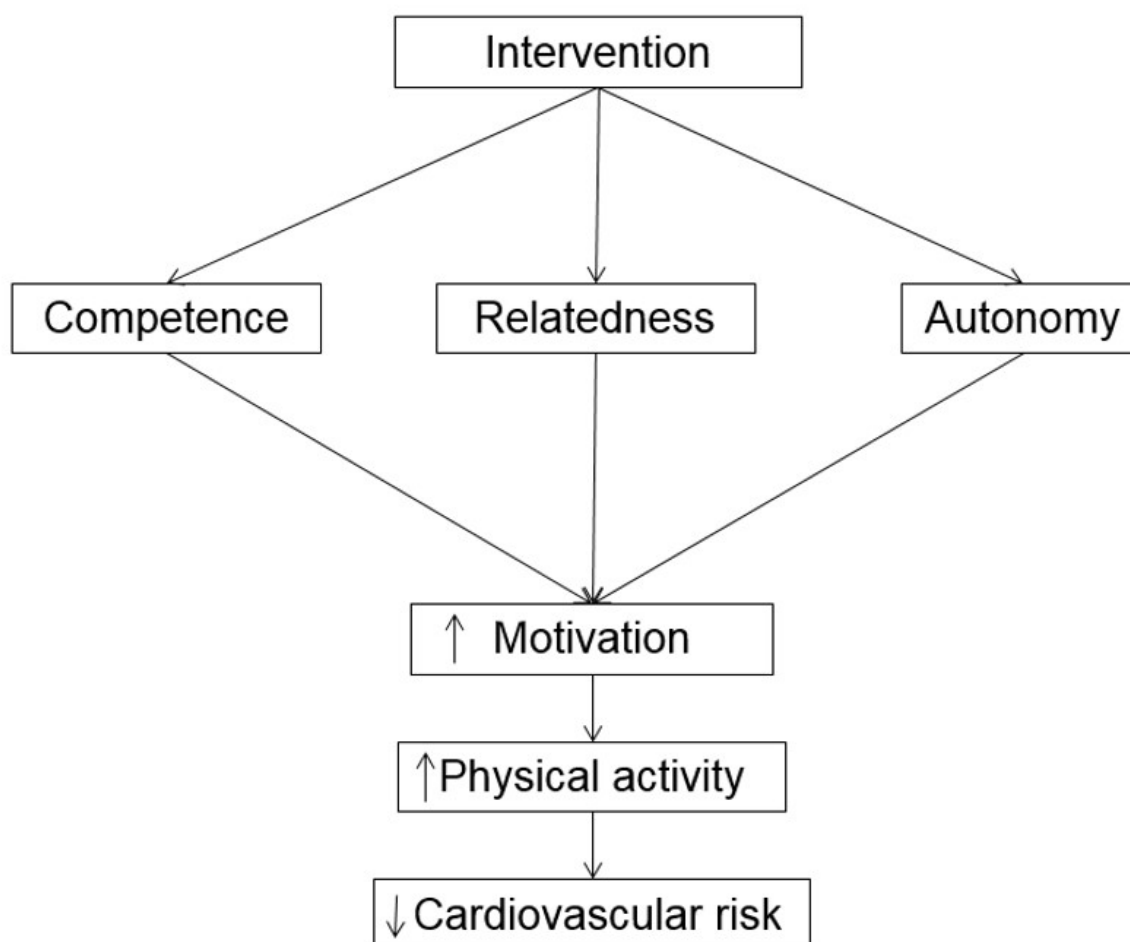 Intervention
Competence
Relatedness
Autonomy
↑ Motivation
↑Physical activity
↓ Cardiovascular risk